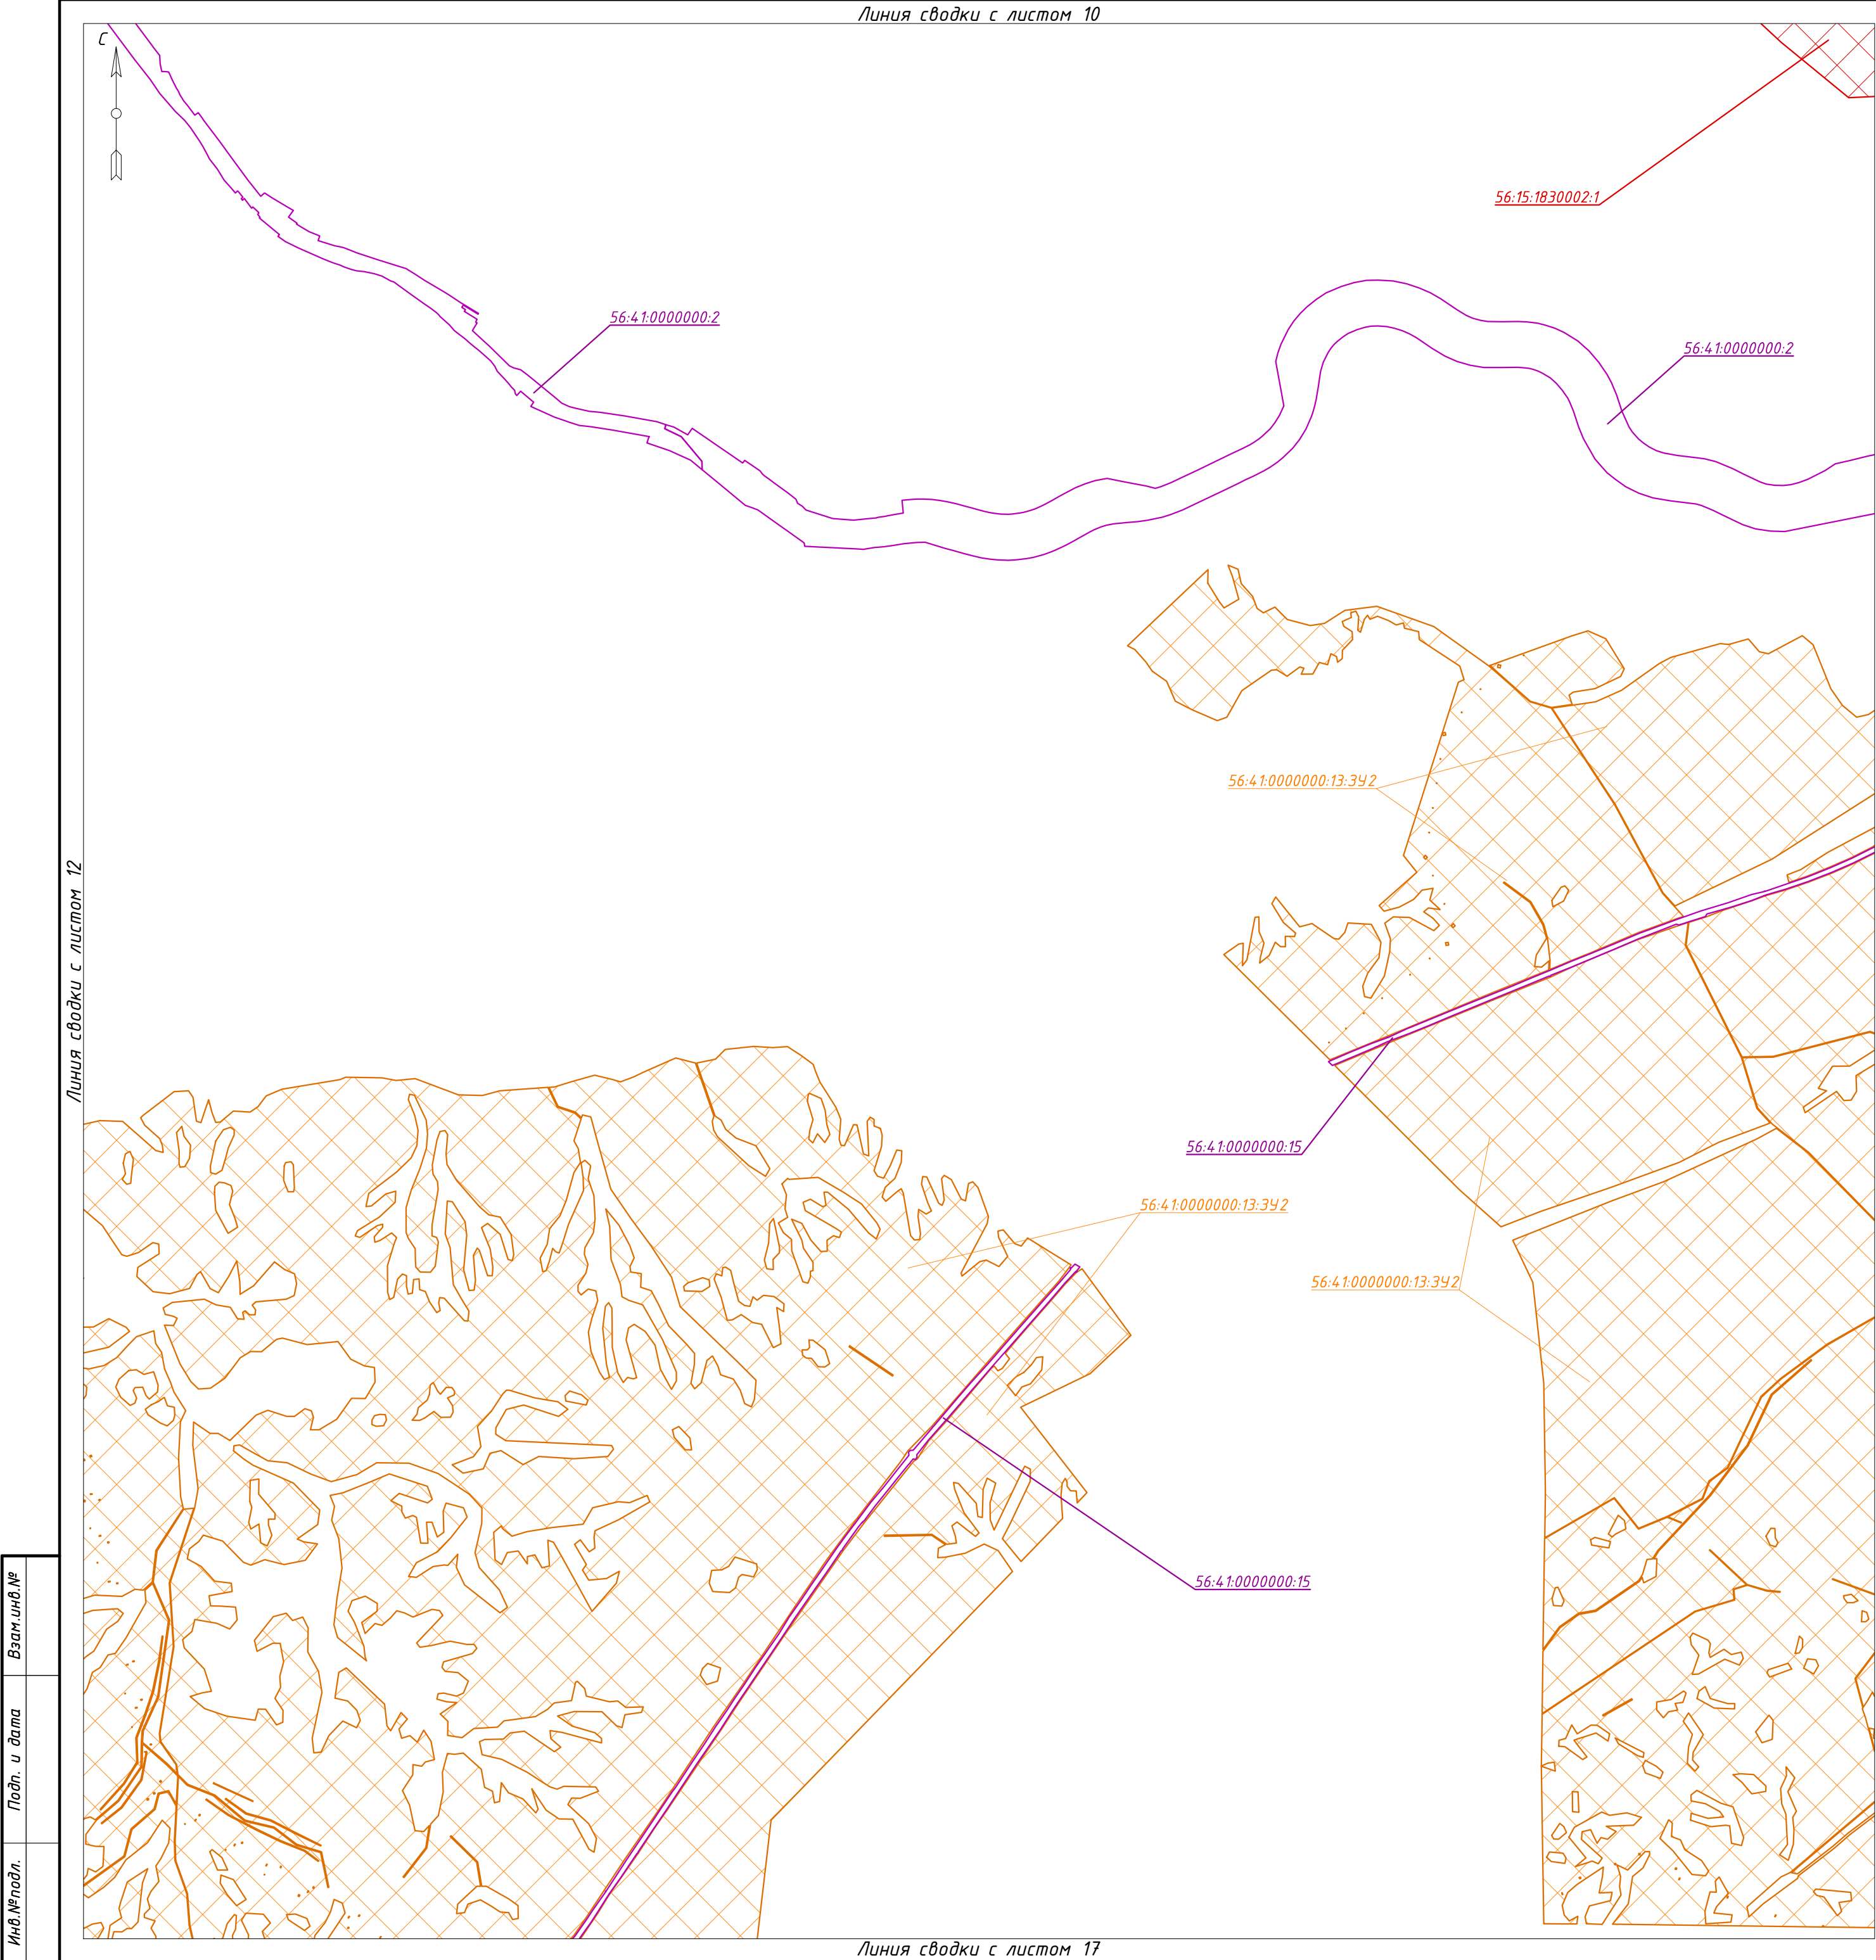 Линия сводки с листом 10
С
56:15:1830002:1
56:41:0000000:2
56:41:0000000:2
56:41:0000000:13:ЗУ2
Линия сводки с листом 12
56:41:0000000:15
56:41:0000000:13:ЗУ2
56:41:0000000:13:ЗУ2
56:41:0000000:15
Взам.инв.№
Подп. и дата
Инв.№подл.
Линия сводки с листом 17